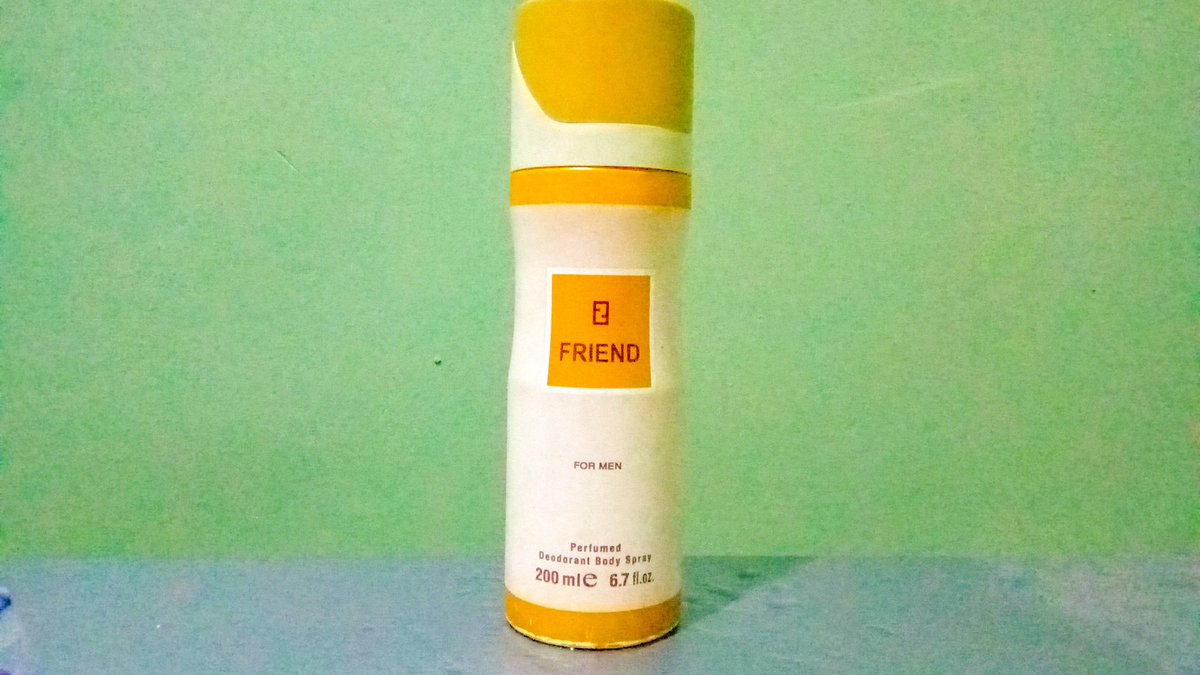 FRIEND
FOR MEN
Perfumed
Deodorant Body Spray
200 ml℮ 6.7 fl.oz.